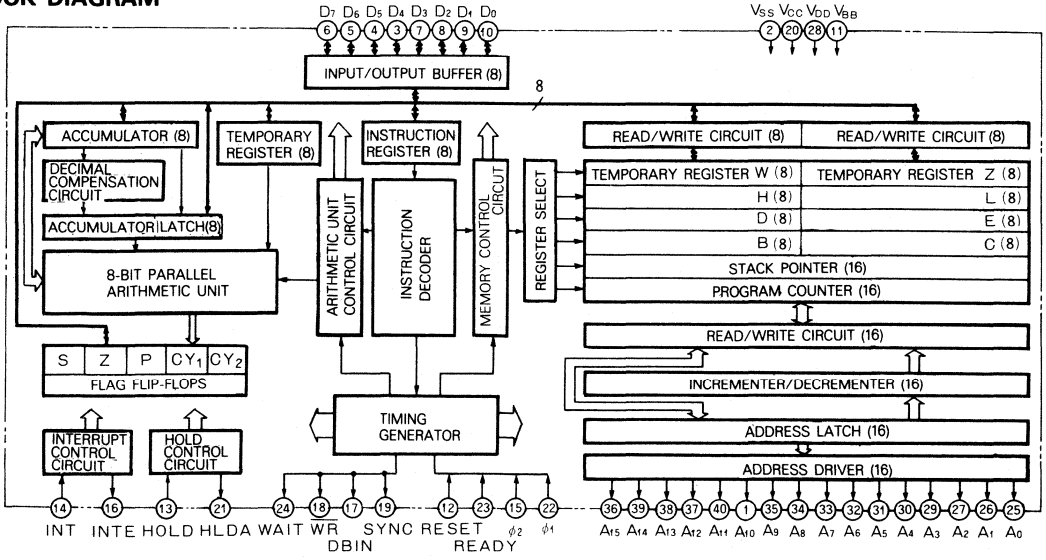 BLOCK DIAGRAM
D7 D6 D5 D4 D3 D2 D1 D0
6 5 4 3 7 8 9 10
VSS VCC VDD VBB
2 20 28 11
INPUT/OUTPUT BUFFER (8)
8
ACCUMULATOR (8)
TEMPORARY
REGISTER (8)
INSTRUCTION
REGISTER (8)
READ/WRITE CIRCUIT (8)
READ/WRITE CIRCUIT (8)
DECIMAL
COMPENSATION
CIRCUIT
ACCUMULATOR LATCH (8)
8-BIT PARALLEL
ARITHMETIC UNIT
ARITHMETIC UNIT
CONTROL CIRCUIT
INSTRUCTION
DECODER
MEMORY CONTROL
CIRCUIT
REGISTER SELECT
TEMPORARY REGISTER W (8)
TEMPORARY REGISTER Z (8)
H (8)
L (8)
D (8)
E (8)
B (8)
C (8)
STACK POINTER (16)
PROGRAM COUNTER (16)
READ/WRITE CIRCUIT (16)
INCREMENTER/DECREMENTER (16)
ADDRESS LATCH (16)
ADDRESS DRIVER (16)
S Z P CY1 CY2
FLAG FLIP-FLOPS
INTERRUPT
CONTROL
CIRCUIT
HOLD
CONTROL
CIRCUIT
TIMING
GENERATOR
14 16 13 21 24 18 17 19 12 23 15 22
INT INTE HOLD HLDA WAIT WR DBIN SYNC RESET READY φ2 φ1
36 39 38 37 40 1 35 34 33 32 31 30 29 27 26 25
A15 A14 A13 A12 A11 A10 A9 A8 A7 A6 A5 A4 A3 A2 A1 A0